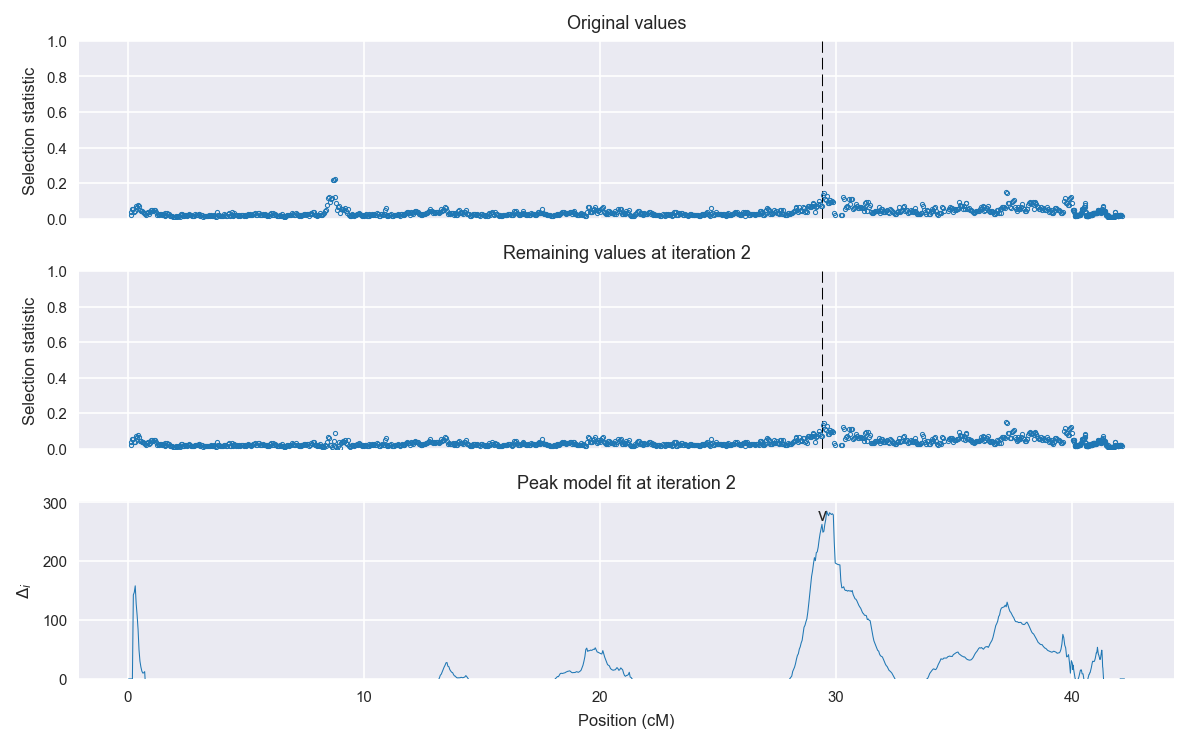 Original values
1.0
0.8
0.6
0.4
0.2
0.0
Selection statistic
Remaining values at iteration 2
1.0
0.8
0.6
0.4
0.2
0.0
Selection statistic
Peak model fit at iteration 2
v
300
200
100
0
Δi
0 10 20 30 40
Position (cM)